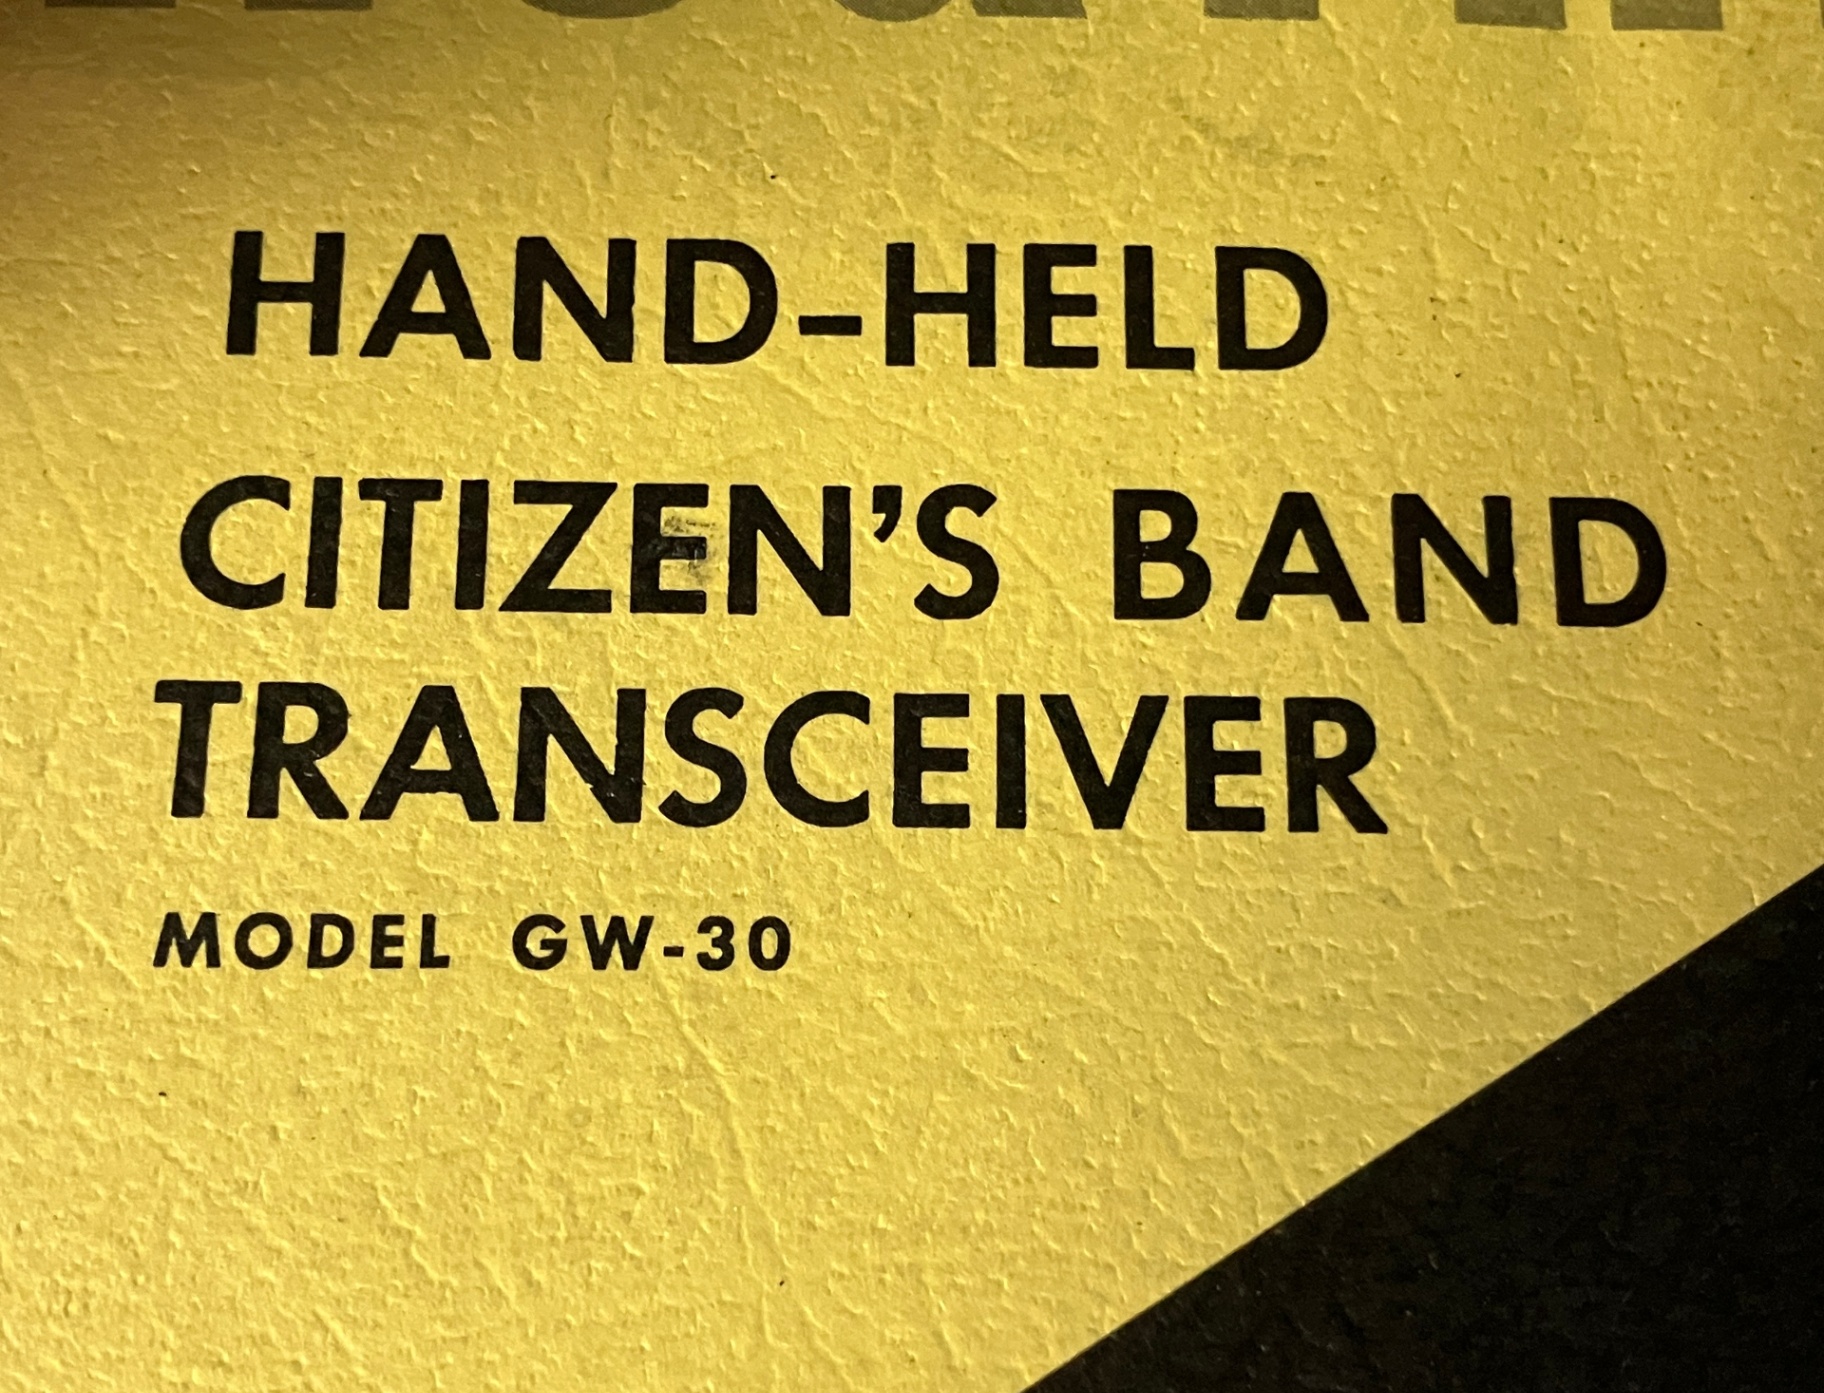 HAND-HELD
CITIZEN'S BAND
TRANSCEIVER
MODEL GW-30